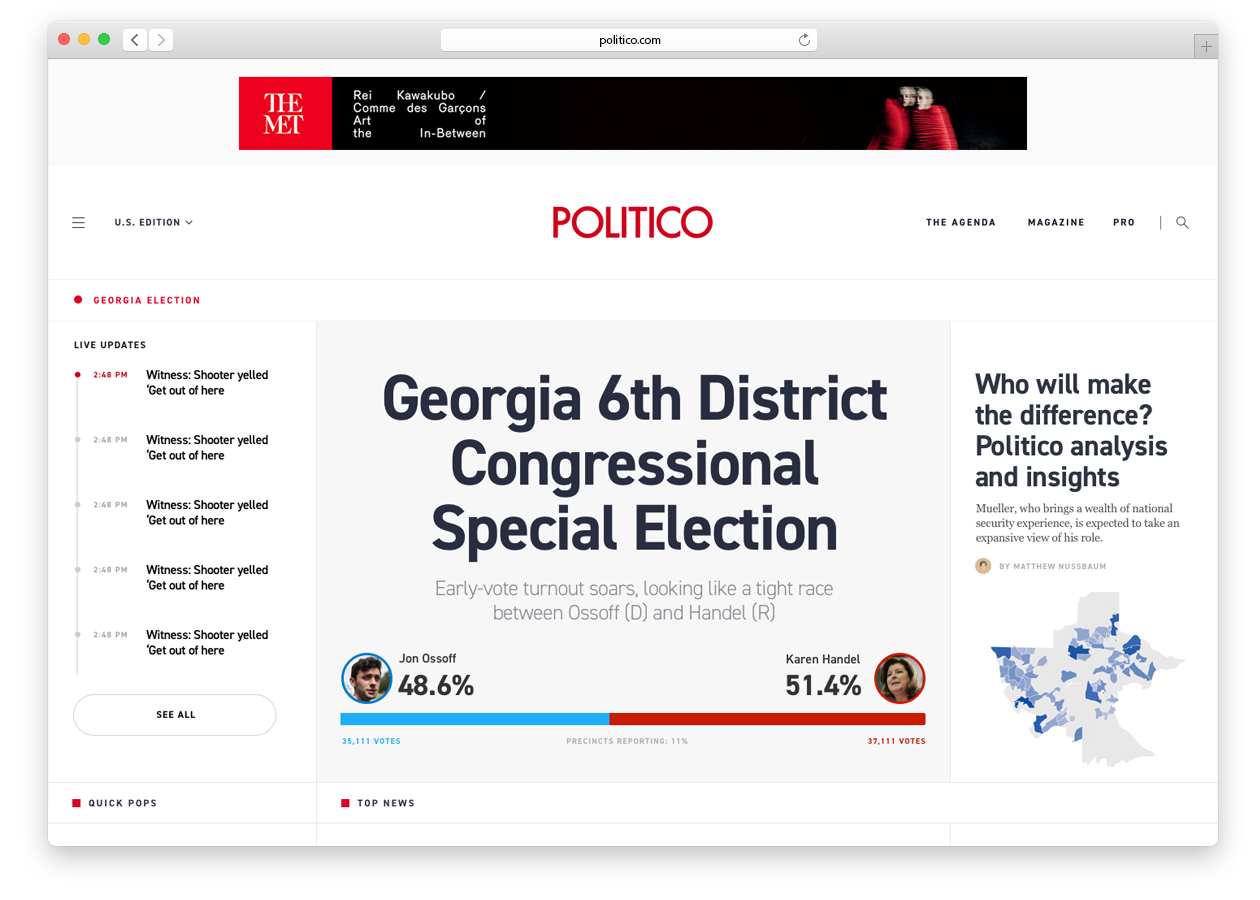 politico.com
THE
MET
Rei Kawakubo /
Comme des Garçons
Art of
the In-Between
U.S. EDITION
POLITICO
THE AGENDA
MAGAZINE
PRO
GEORGIA ELECTION
LIVE UPDATES
2:48 PM
Witness: Shooter yelled
‘Get out of here
2:48 PM
Witness: Shooter yelled
‘Get out of here
2:48 PM
Witness: Shooter yelled
‘Get out of here
2:48 PM
Witness: Shooter yelled
‘Get out of here
2:48 PM
Witness: Shooter yelled
‘Get out of here
SEE ALL
Georgia 6th District
Congressional
Special Election
Early-vote turnout soars, looking like a tight race
between Ossoff (D) and Handel (R)
Jon Ossoff
48.6%
Karen Handel
51.4%
35,111 VOTES
PRECINCTS REPORTING: 11%
37,111 VOTES
Who will make
the difference?
Politico analysis
and insights
Mueller, who brings a wealth of national
security experience, is expected to take an
expansive view of his role.
BY MATTHEW NUSSBAUM
QUICK POPS
TOP NEWS